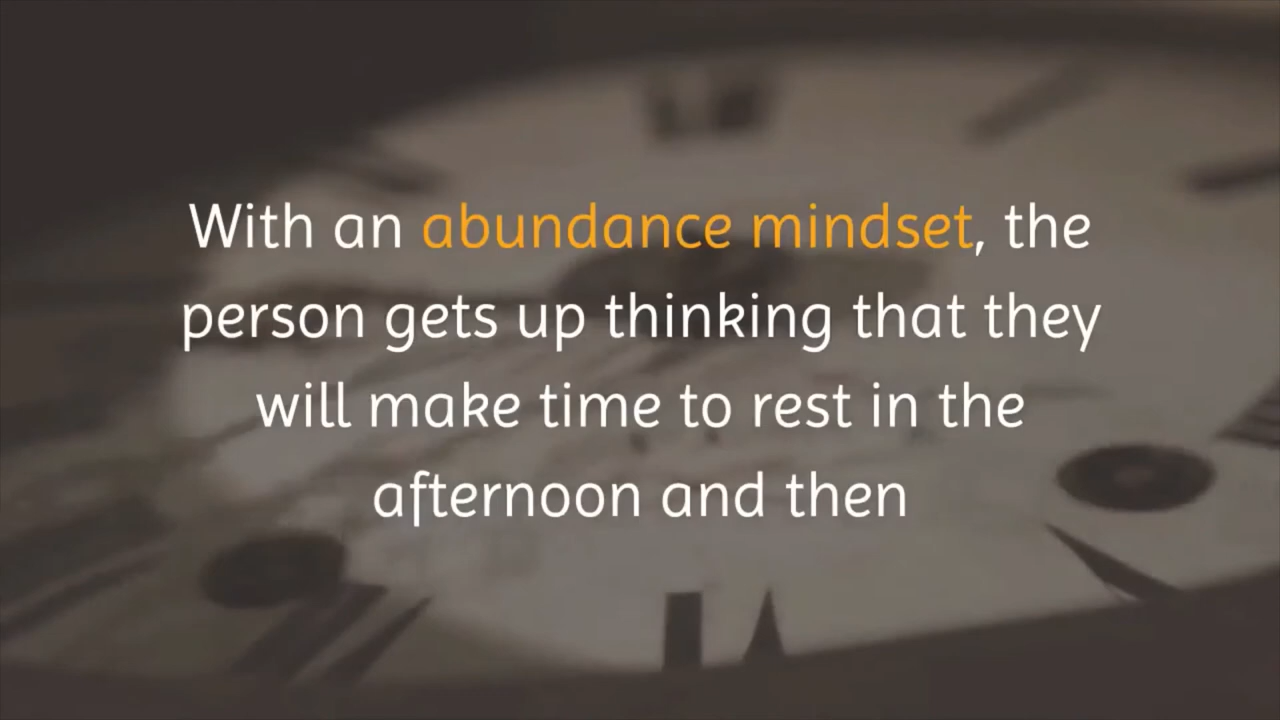 With an abundance mindset, the
person gets up thinking that they
will make time to rest in the
afternoon and then